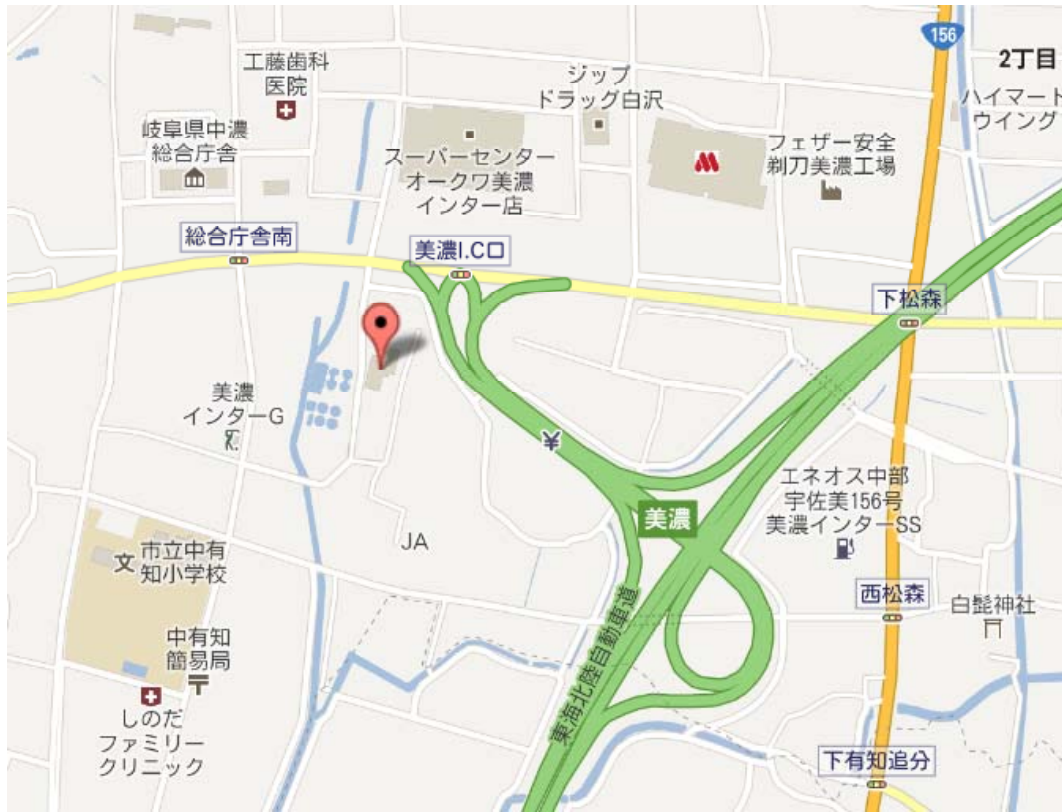 156
2丁目
工藤歯科
医院
ジップ
ドラッグ白沢
ハイマート
ウイング
岐阜県中濃
総合庁舎
スーパーセンター
オークワ美濃
インター店
フェザー安全
剃刀美濃工場
総合庁舎南
美濃I.C口
下松森
美濃
インターG
¥
エネオス中部
宇佐美156号
美濃インターSS
美濃
JA
文
市立中有
知小学校
西松森
白髭神社
中有知
簡易局
東海北陸自動車道
しのだ
ファミリー
クリニック
下有知追分